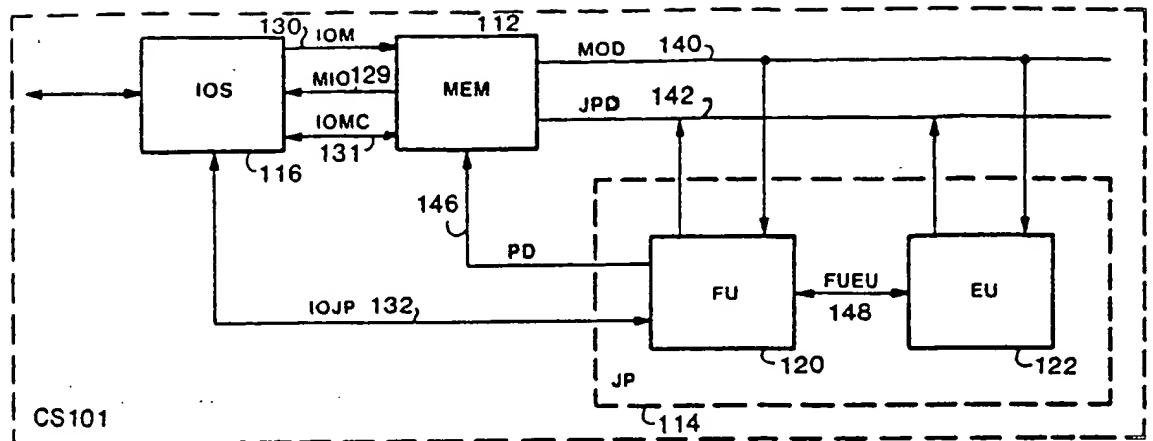 130 IOM
112
MOD 140
IOS
MIO 129
MEM
JPD 142
IOMC
131
116
146
PD
FU
FUEU
148
EU
IOJP 132
120
122
JP
CS101
114